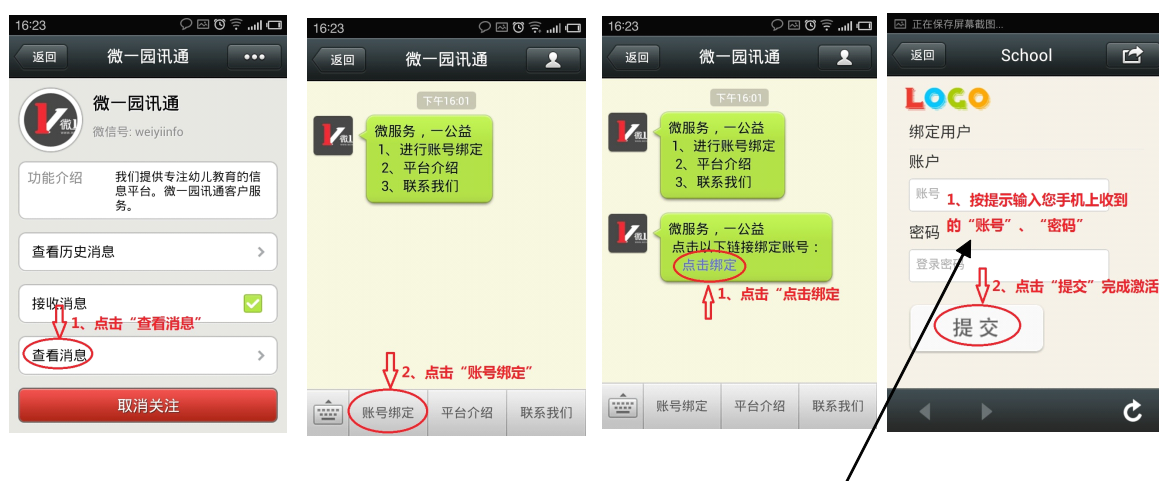 16:23
返回
微一园讯通
微1
微一园讯通
微信号: weiyiinfo
功能介绍
我们提供专注幼儿教育的信
息平台。微一园讯通客户服
务。
查看历史消息
接收消息
1、点击“查看消息”
查看消息
取消关注
16:23
返回
微一园讯通
下午16:01
微1
微服务，一公益
1、进行账号绑定
2、平台介绍
3、联系我们
2、点击“账号绑定”
账号绑定
平台介绍
联系我们
16:23
返回
微一园讯通
下午16:01
微1
微服务，一公益
1、进行账号绑定
2、平台介绍
3、联系我们
微1
微服务，一公益
点击以下链接绑定账号：
点击绑定
1、点击“点击绑定
账号绑定
平台介绍
联系我们
正在保存屏幕截图...
返回
School
LOGO
绑定用户
账户
账号
1、按提示输入您手机上收到
的“账号”、“密码”
密码
登录密码
2、点击“提交”完成激活
提交